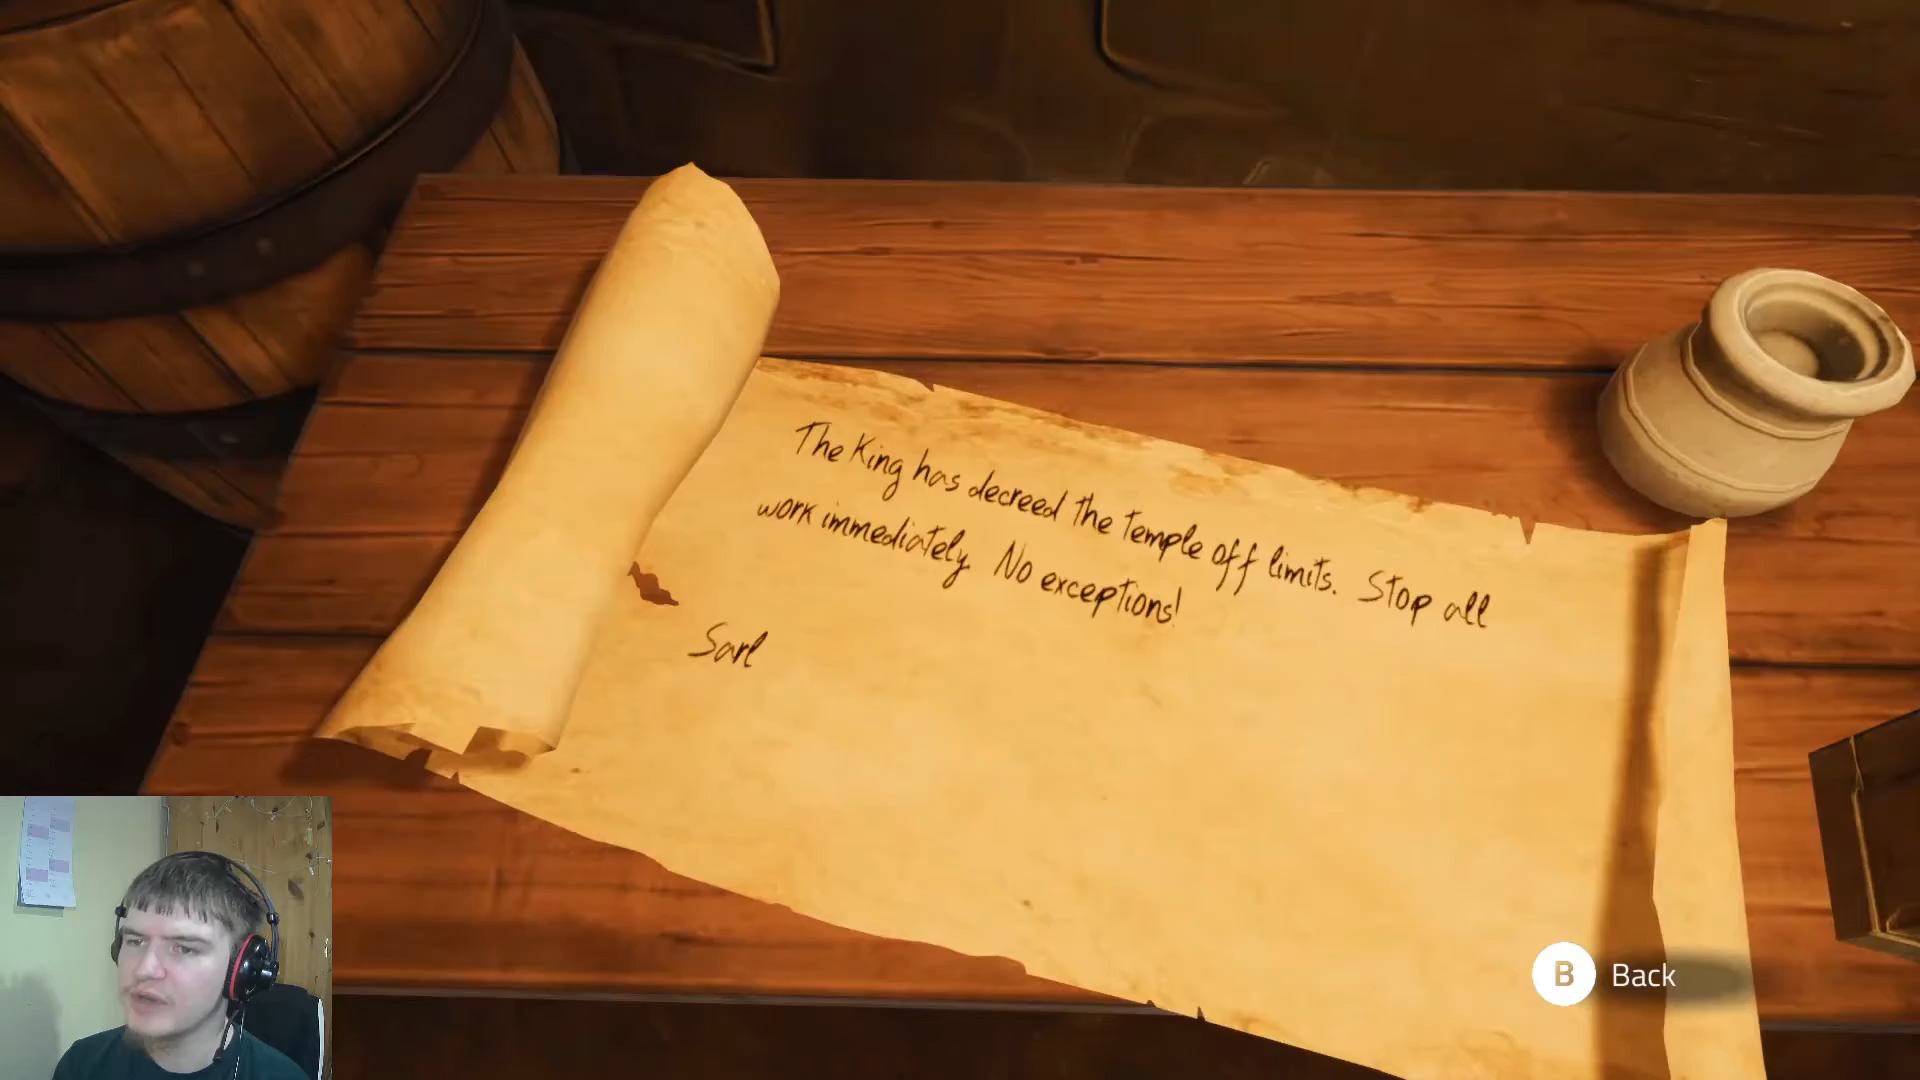 The King has decreed the temple off limits. Stop all
work immediately. No exceptions!
Sarl
B Back